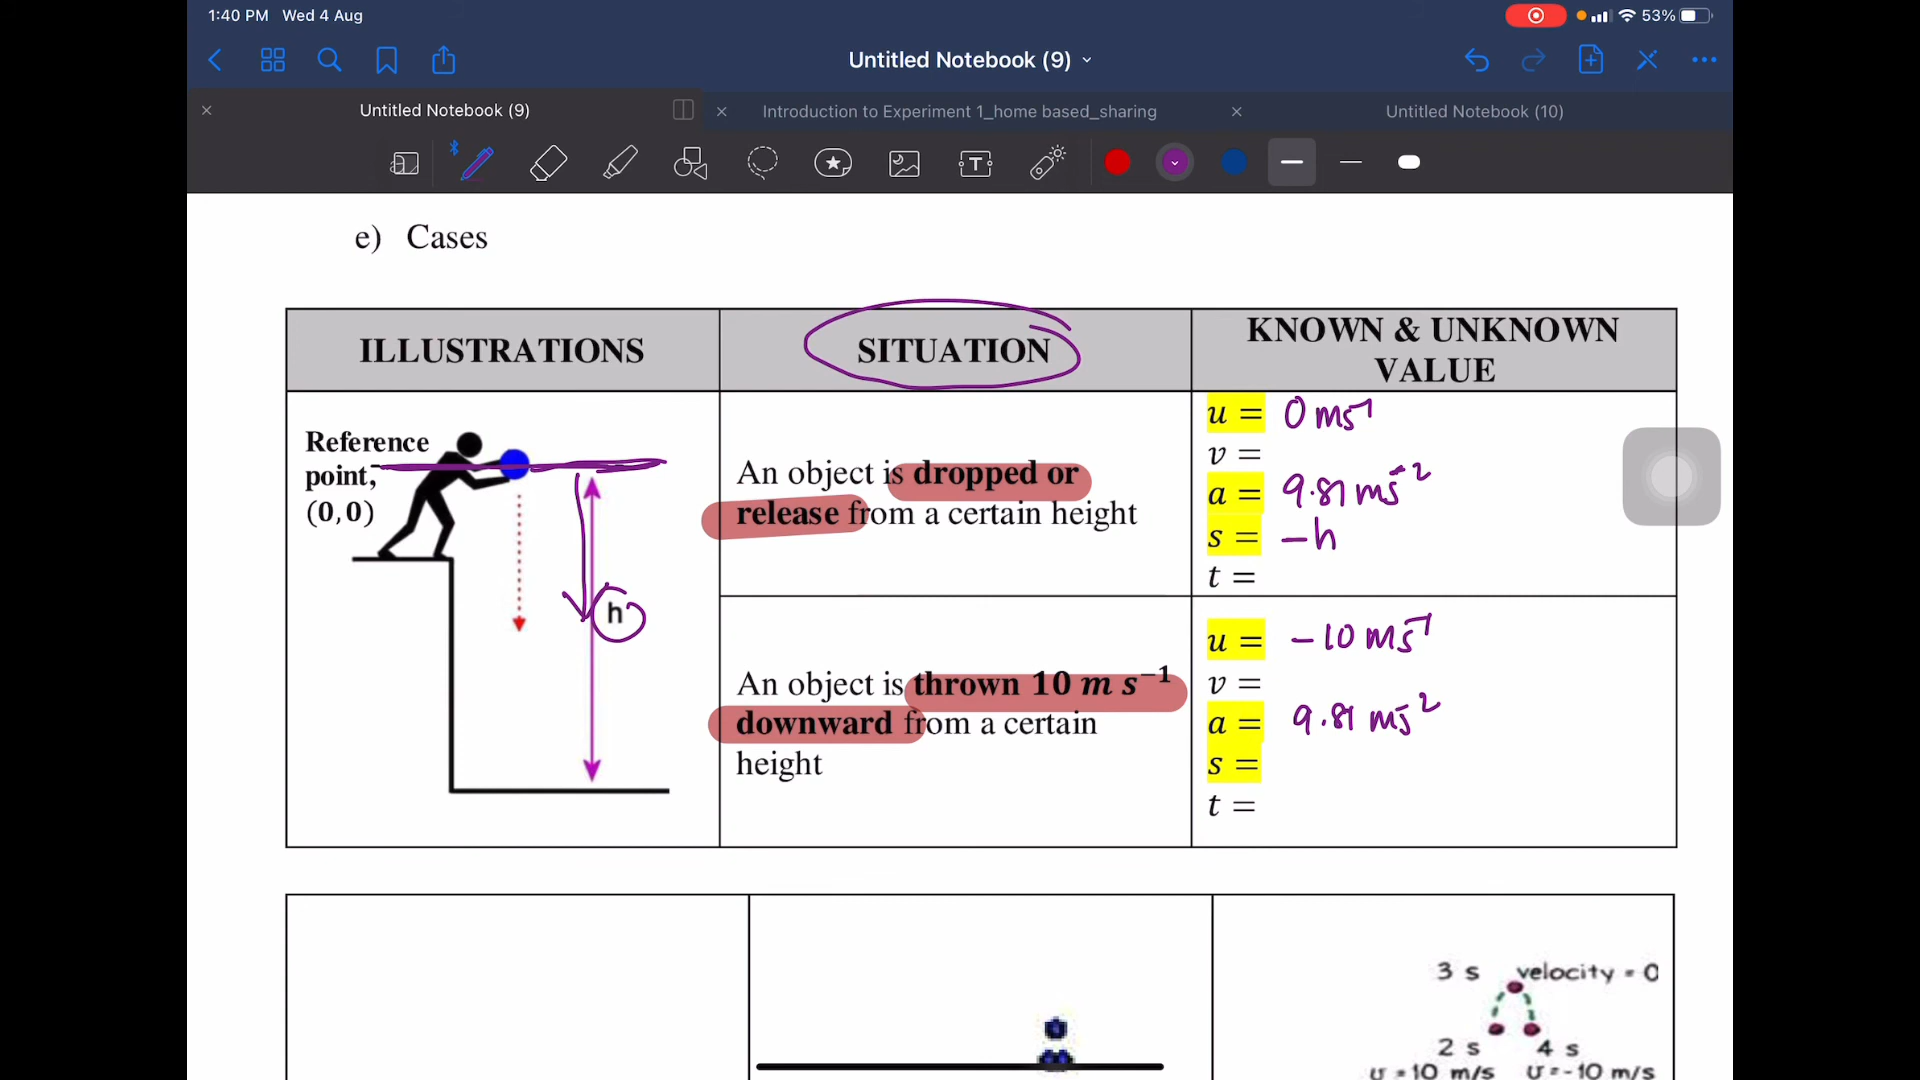 1:40 PM Wed 4 Aug
53%
Untitled Notebook (9)
Untitled Notebook (9)
Introduction to Experiment 1_home based_sharing
Untitled Notebook (10)
e) Cases
ILLUSTRATIONS
SITUATION
KNOWN & UNKNOWN
VALUE
Reference
point,
(0,0)
h
An object is dropped or
release from a certain height
u = 0 ms⁻¹
v =
a = 9.81 ms⁻²
s = -h
t =
An object is thrown 10 m s⁻¹
downward from a certain
height
u = -10 ms⁻¹
v =
a = 9.81 ms⁻²
s =
t =
3 s velocity = 0
2 s 4 s
υ = 10 m/s υ = -10 m/s